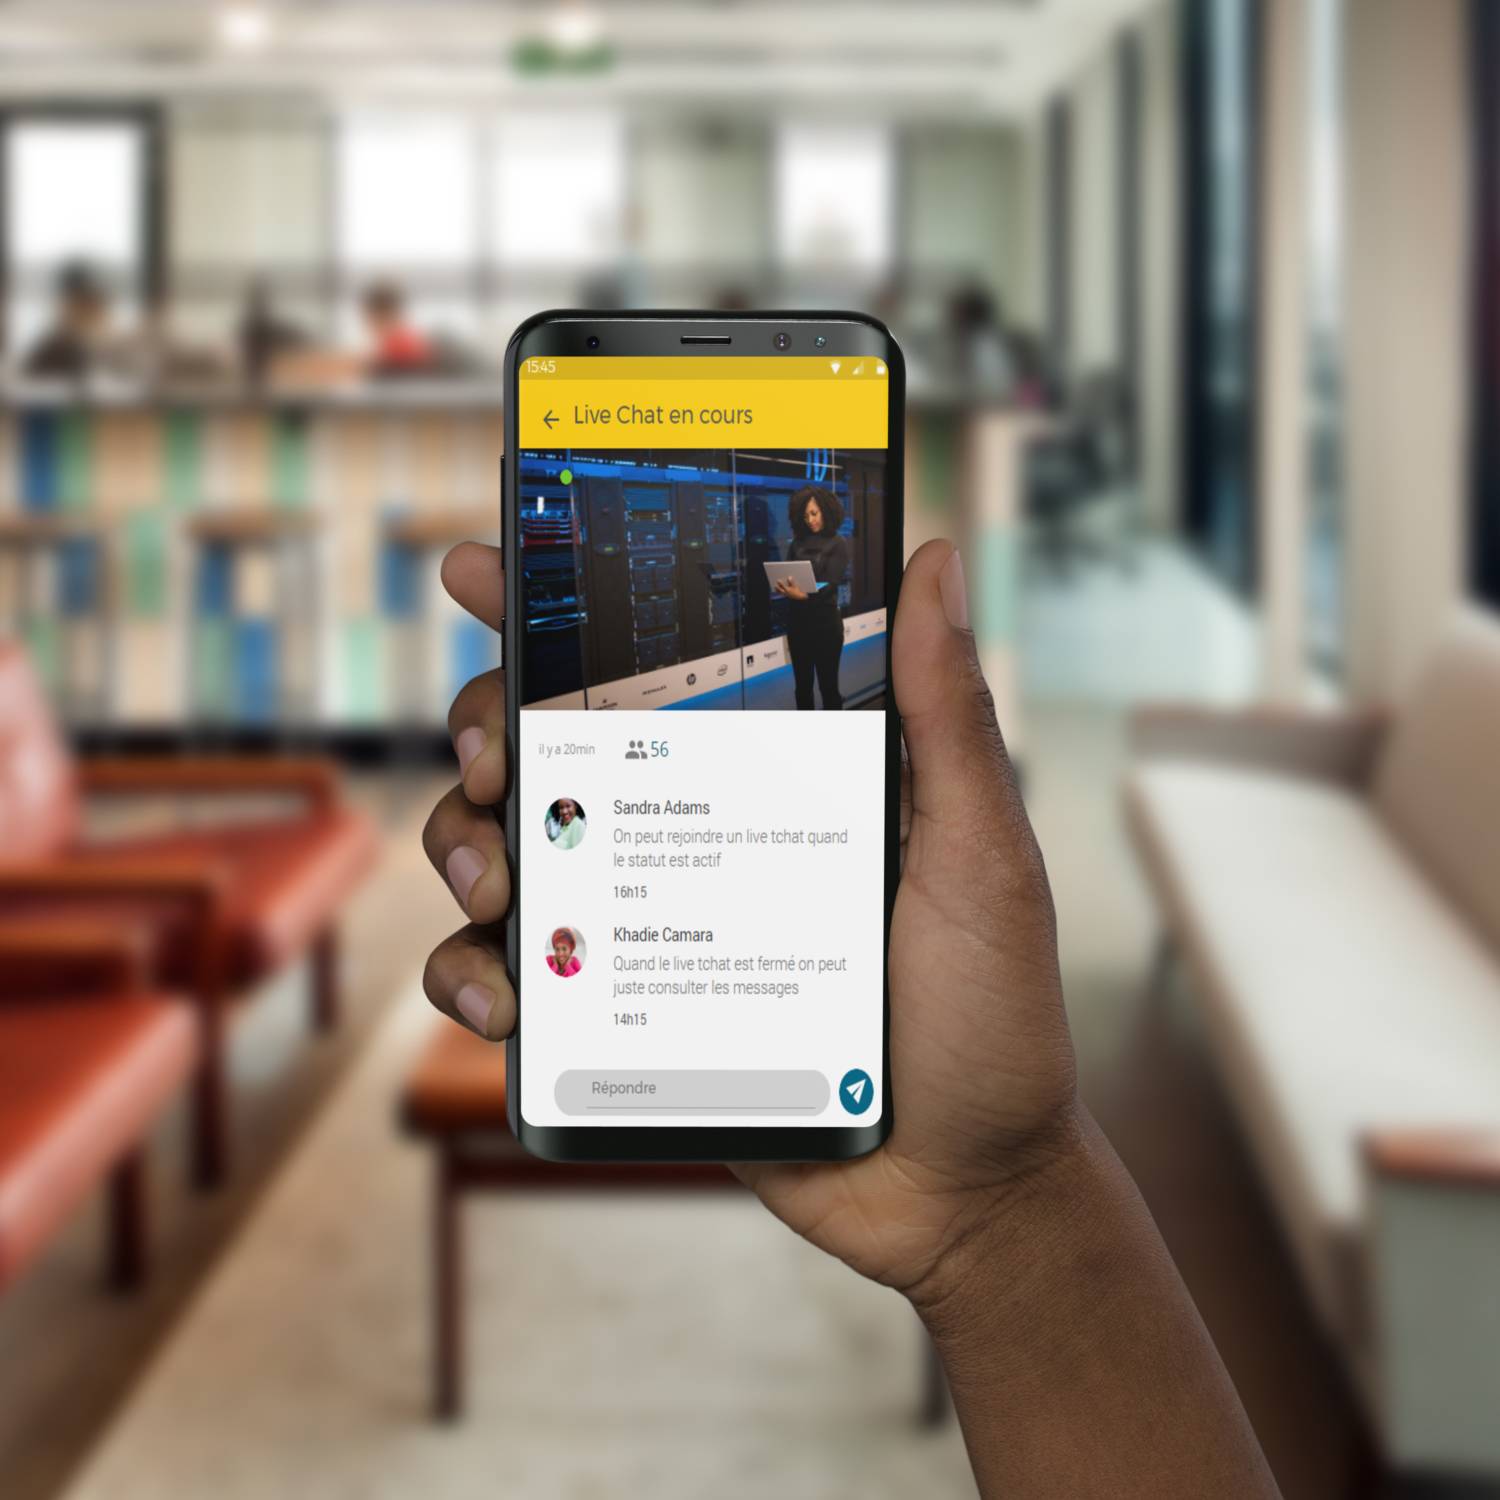 15:45
Live Chat en cours
hp
intel
il y a 20min
56
Sandra Adams
On peut rejoindre un live tchat quand
le statut est actif
16h15
Khadie Camara
Quand le live tchat est fermé on peut
juste consulter les messages
14h15
Répondre